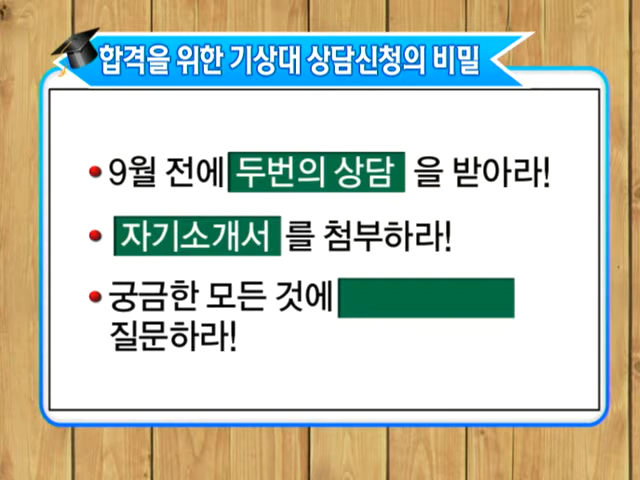 합격을 위한 기상대 상담신청의 비밀
9월 전에 두번의 상담 을 받아라!
자기소개서 를 첨부하라!
궁금한 모든 것에
질문하라!